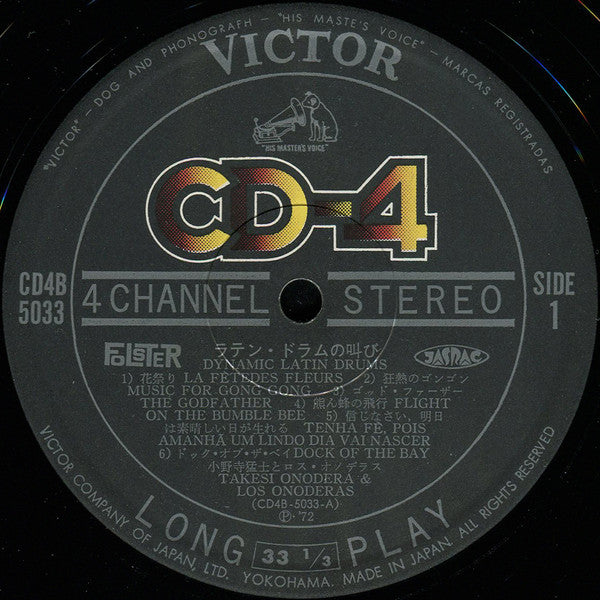 "VICTOR" – DOG AND PHONOGRAPH – "HIS MASTE'S VOICE" – MARCAS REGISTRADAS
VICTOR
"HIS MASTER'S VOICE"
CD-4
CD4B
5033
4 CHANNEL STEREO
SIDE
1
FOLSTER
JASRAC
ラテン・ドラムの叫び
DYNAMIC LATIN DRUMS
1) 花祭り LA FETEDES FLEURS 2) 狂熱のゴンゴン
MUSIC FOR GONG GONG 3) ゴッド・ファーザー
THE GODFATHER 4) 熊ん蜂の飛行 FLIGHT
ON THE BUMBLE BEE 5) 信じなさい、明日
は素晴しい日が生れる TENHA FE, POIS
AMANHÃ UM LINDO DIA VAI NASCER
6) ドック・オブ・ザ・ベイ DOCK OF THE BAY
小野寺猛士とロス・オノデラス
TAKESI ONODERA &
LOS ONODERAS
(CD4B-5033-A)
Ⓟ·'72
LONG 33 1/3 PLAY
VICTOR COMPANY OF JAPAN, LTD. YOKOHAMA. MADE IN JAPAN. ALL RIGHTS RESERVED